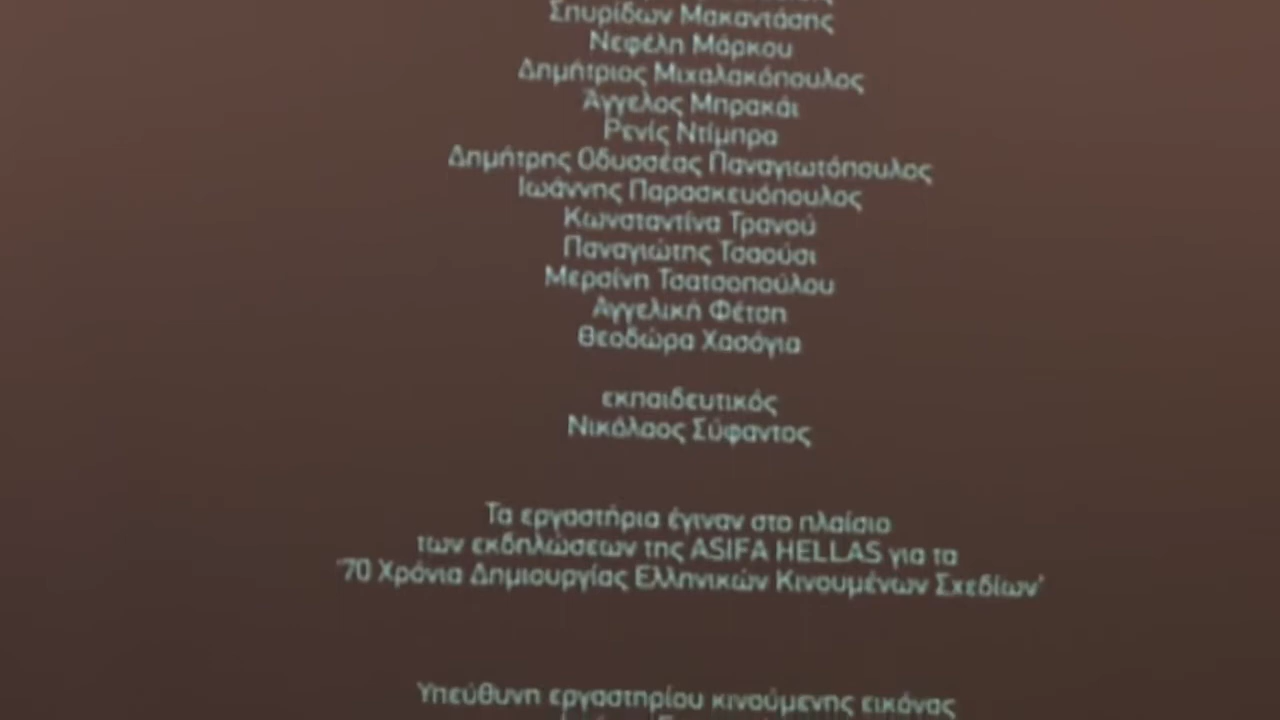 Σπυρίδων Μακαντάσης
Νεφέλη Μάρκου
Δημήτριος Μιχαλακόπουλος
Άγγελος Μπρακάι
Ρενίς Ντίμπρα
Δημήτρης Οδυσσέας Παναγιωτόπουλος
Ιωάννης Παρασκευόπουλος
Κωνσταντίνα Τρανού
Παναγιώτης Τσαούσι
Μερσίνη Τσατσοπούλου
Αγγελική Φέτση
Θεοδώρα Χασόγια
εκπαιδευτικός
Νικόλαος Σύφαντος
Τα εργαστήρια έγιναν στο πλαίσιο
των εκδηλώσεων της ASIFA HELLAS για τα
'70 Χρόνια Δημιουργίας Ελληνικών Κινουμένων Σχεδίων'
Υπεύθυνη εργαστηρίου κινούμενης εικόνας